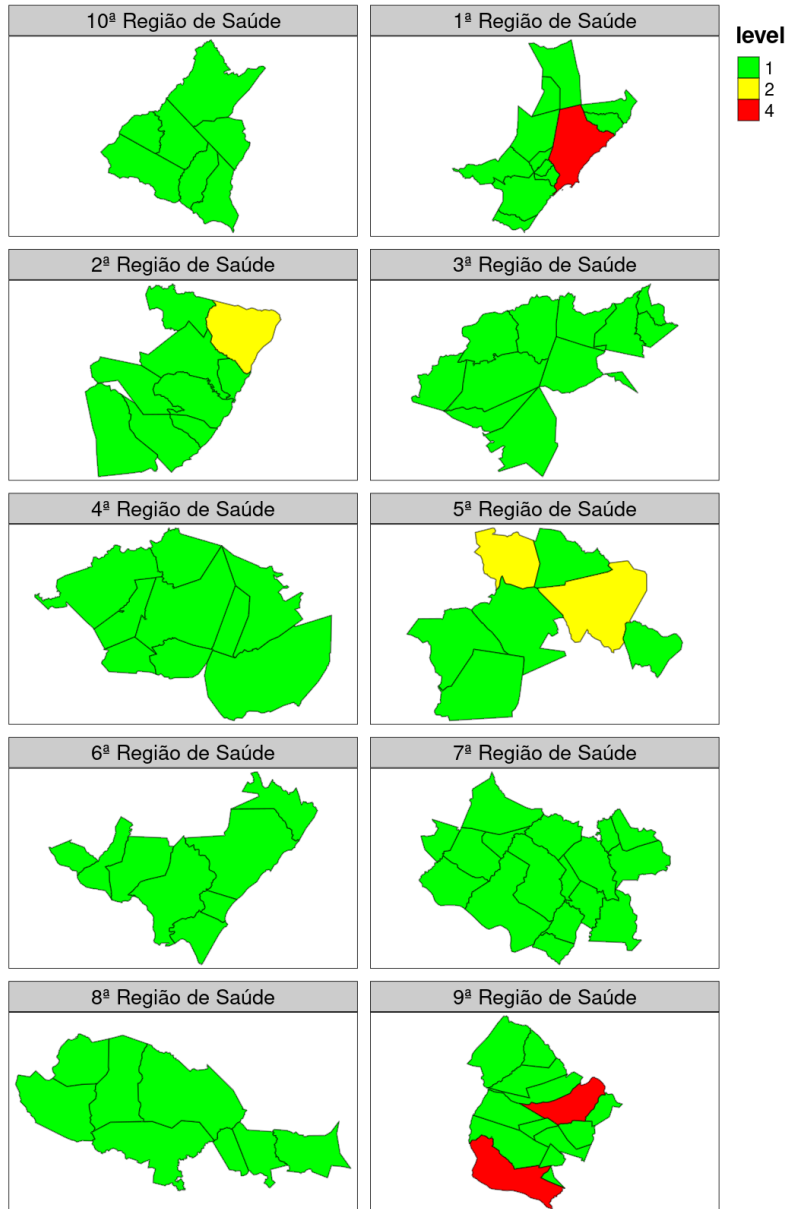 10ª Região de Saúde
1ª Região de Saúde
level
1
2
4
2ª Região de Saúde
3ª Região de Saúde
4ª Região de Saúde
5ª Região de Saúde
6ª Região de Saúde
7ª Região de Saúde
8ª Região de Saúde
9ª Região de Saúde